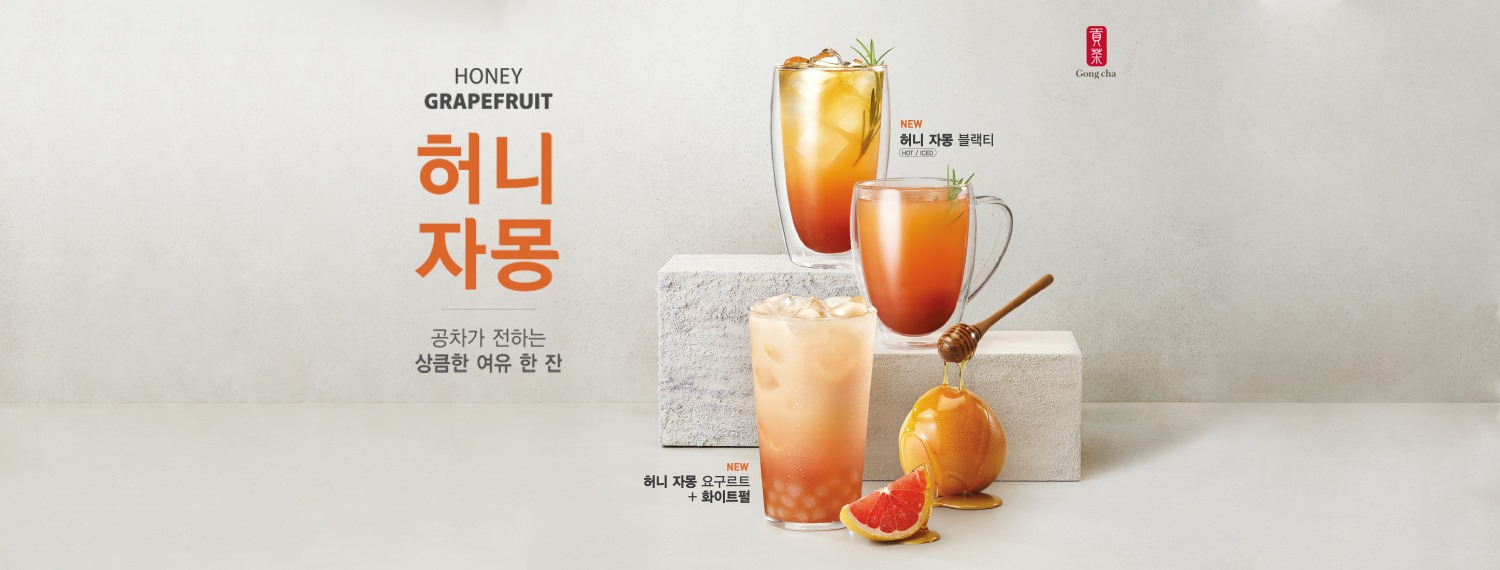 HONEY
GRAPEFRUIT
허니
자몽
공차가 전하는
상큼한 여유 한 잔
貢茶
Gong cha
NEW
허니 자몽 블랙티
HOT / ICED
NEW
허니 자몽 요구르트
+ 화이트펄